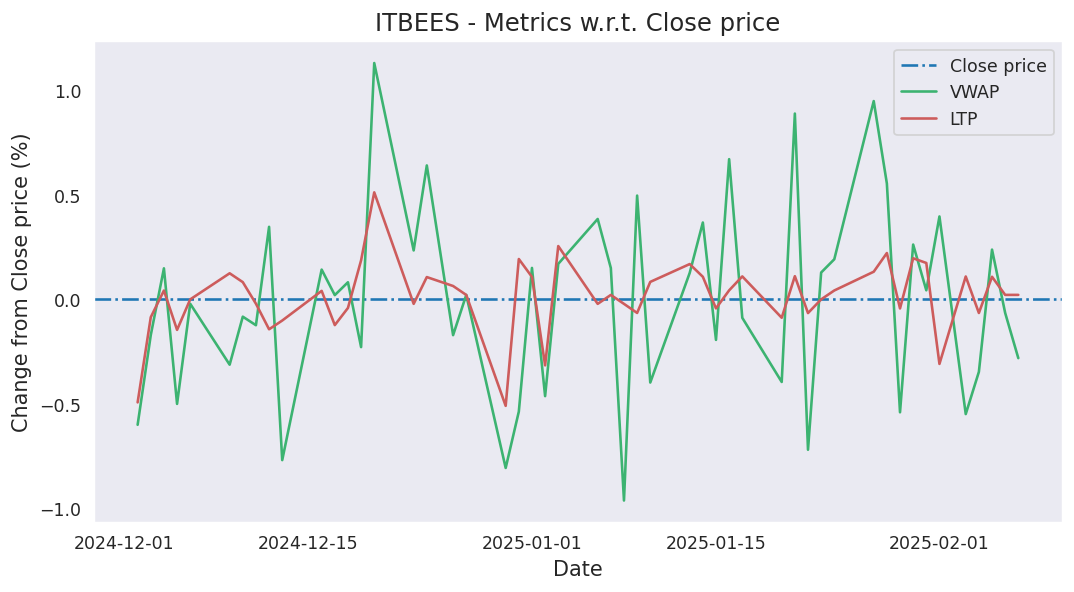 ITBEES - Metrics w.r.t. Close price
Close price
VWAP
LTP
Change from Close price (%)
1.0
0.5
0.0
−0.5
−1.0
2024-12-01 2024-12-15 2025-01-01 2025-01-15 2025-02-01
Date